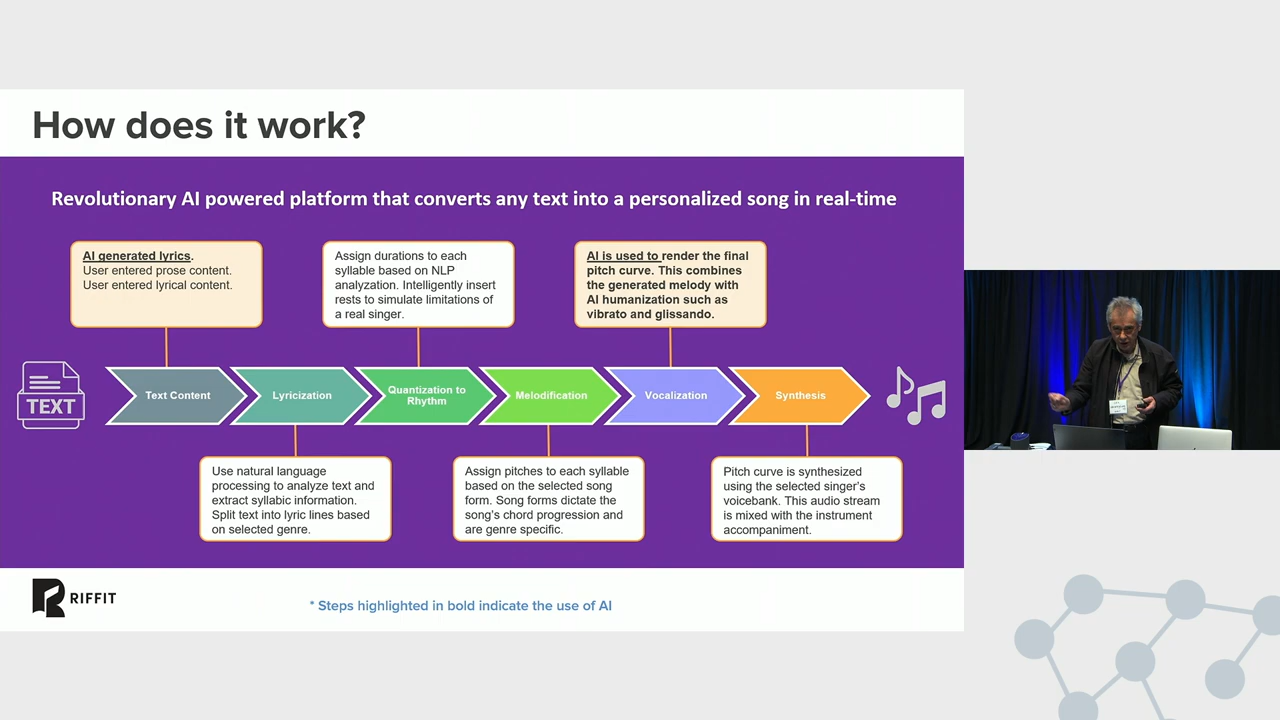 How does it work?
Revolutionary AI powered platform that converts any text into a personalized song in real-time
AI generated lyrics.
User entered prose content.
User entered lyrical content.
Assign durations to each
syllable based on NLP
analyzation. Intelligently insert
rests to simulate limitations of
a real singer.
AI is used to render the final
pitch curve. This combines
the generated melody with
AI humanization such as
vibrato and glissando.
TEXT
Text Content
Lyricization
Quantization to
Rhythm
Melodification
Vocalization
Synthesis
Use natural language
processing to analyze text and
extract syllabic information.
Split text into lyric lines based
on selected genre.
Assign pitches to each syllable
based on the selected song
form. Song forms dictate the
song's chord progression and
are genre specific.
Pitch curve is synthesized
using the selected singer's
voicebank. This audio stream
is mixed with the instrument
accompaniment.
RIFFIT
* Steps highlighted in bold indicate the use of AI